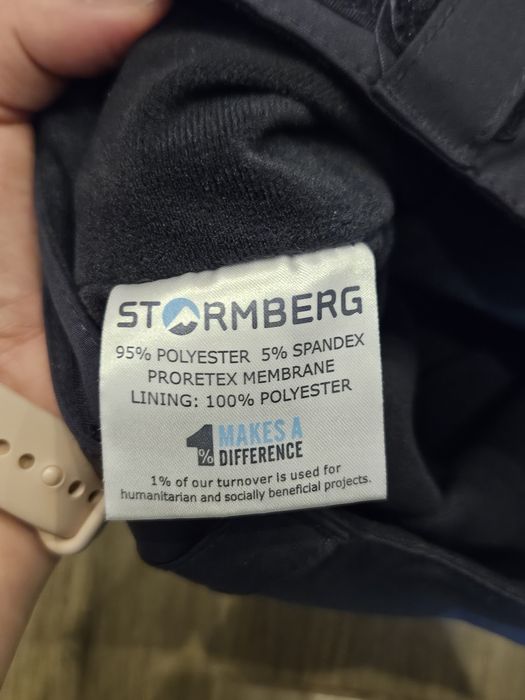 STORMBERG
95% POLYESTER 5% SPANDEX
PRORETEX MEMBRANE
LINING: 100% POLYESTER
1% MAKES A
DIFFERENCE
1% of our turnover is used for
humanitarian and socially beneficial projects.